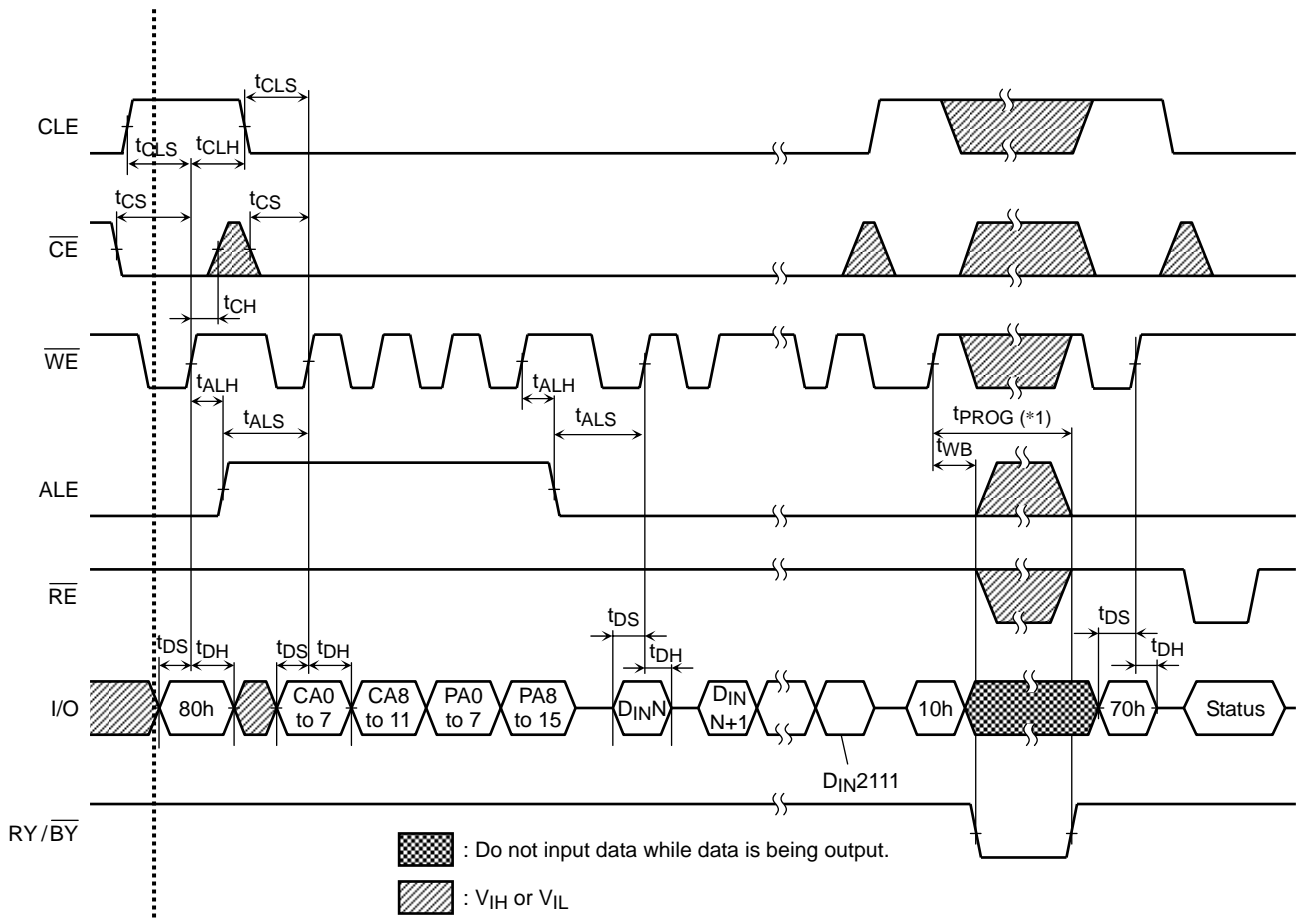 tCLS
CLE
tCLS
tCLH
tCS
tCS
CE
tCH
WE
tALH
tALH
tALS
tALS
tPROG (*1)
tWB
ALE
RE
tDS
tDH
tDS
tDH
tDS
tDH
tDS
tDH
I/O
80h
CA0 to 7
CA8 to 11
PA0 to 7
PA8 to 15
DINN
DIN N+1
10h
70h
Status
DIN2111
RY/BY
: Do not input data while data is being output.
: VIH or VIL